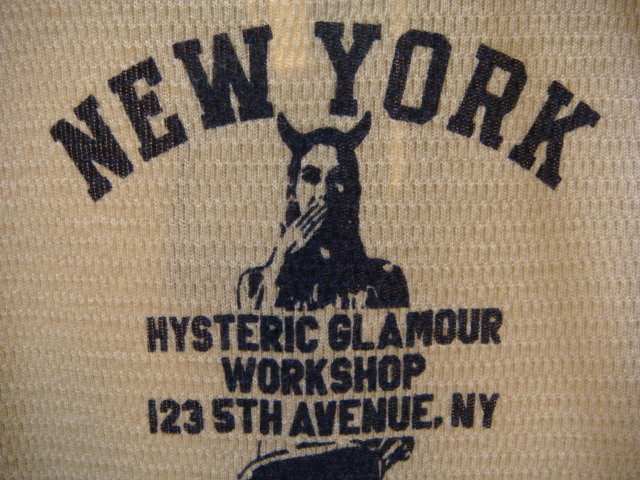 NEW YORK
HYSTERIC GLAMOUR
WORKSHOP
123 5TH AVENUE, NY